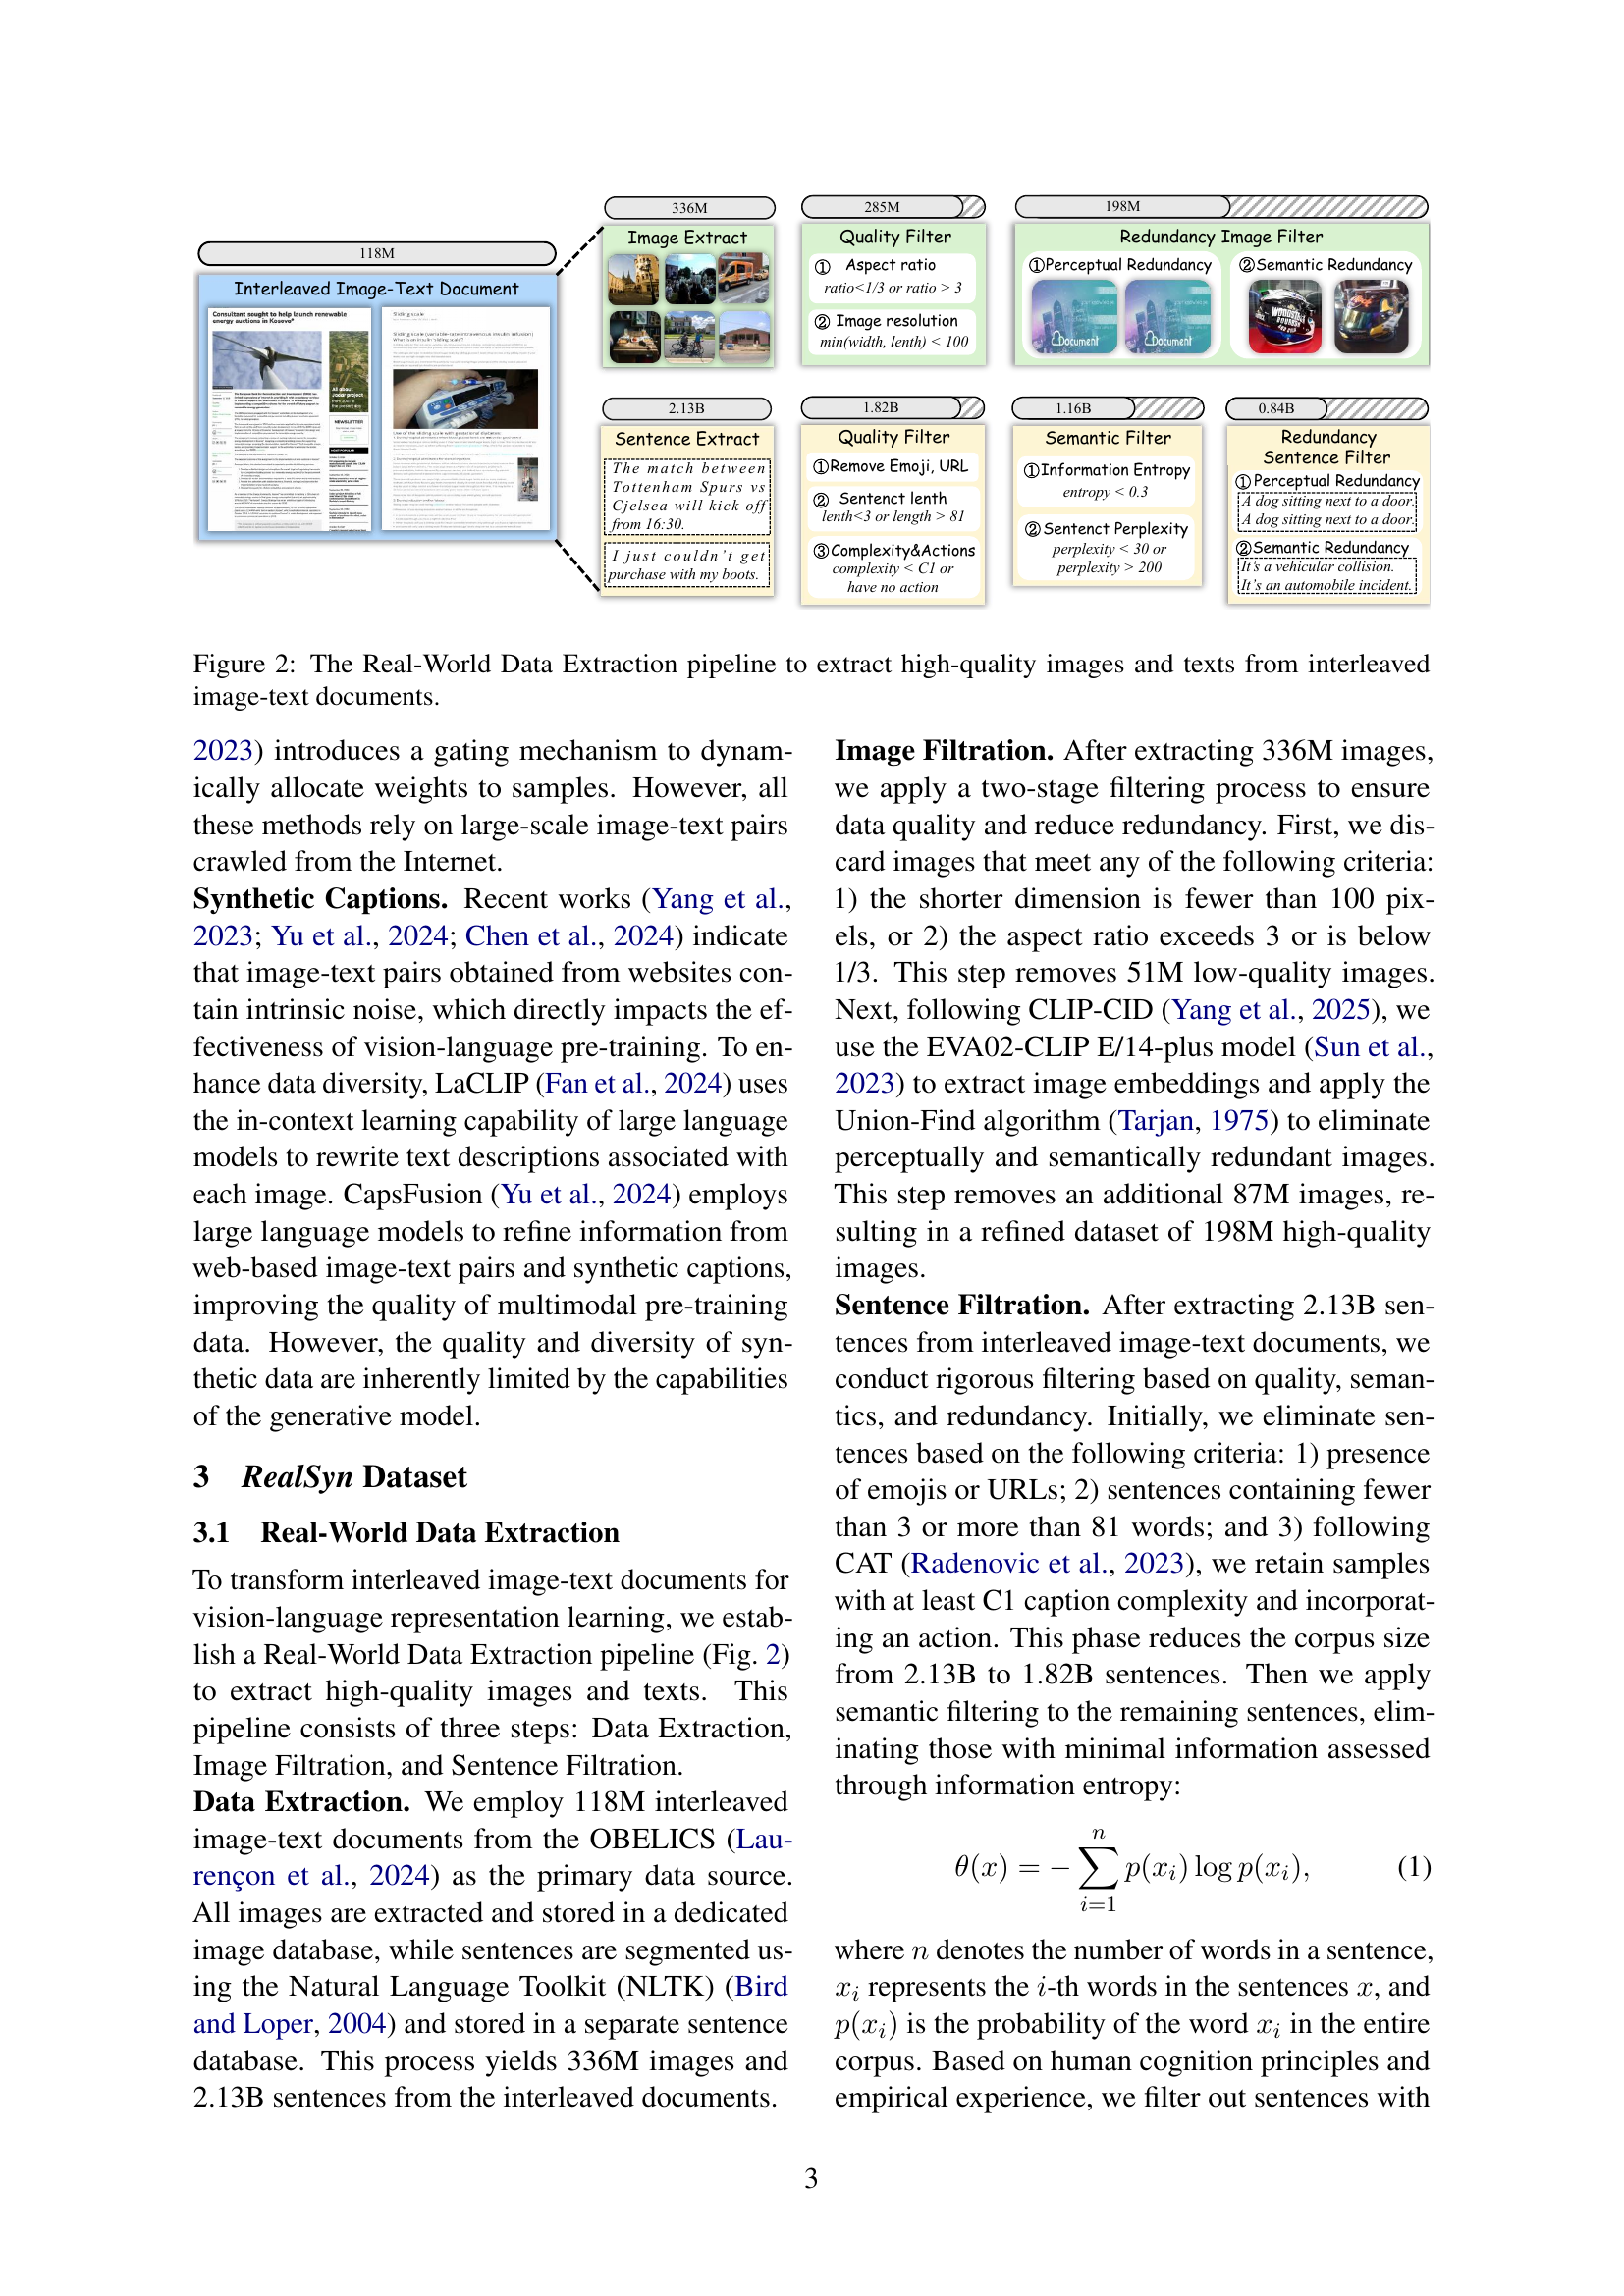 118M
Interleaved Image-Text Document
Consultant sought to help launch renewable
energy auctions in Kosovo*
Sliding scale
336M
Image Extract
285M
Quality Filter
① Aspect ratio
ratio<1/3 or ratio > 3
② Image resolution
min(width, lenth) < 100
198M
Redundancy Image Filter
①Perceptual Redundancy
Document
Document
②Semantic Redundancy
2.13B
Sentence Extract
The match between
Tottenham Spurs vs
Cjelsea will kick off
from 16:30.
I just couldn't get
purchase with my boots.
1.82B
Quality Filter
①Remove Emoji, URL
② Sentenct lenth
lenth<3 or length > 81
③Complexity&Actions
complexity < C1 or
have no action
1.16B
Semantic Filter
①Information Entropy
entropy < 0.3
② Sentenct Perplexity
perplexity < 30 or
perplexity > 200
0.84B
Redundancy
Sentence Filter
① Perceptual Redundancy
A dog sitting next to a door.
A dog sitting next to a door.
②Semantic Redundancy
It's a vehicular collision.
It's an automobile incident.
Figure 2: The Real-World Data Extraction pipeline to extract high-quality images and texts from interleaved
image-text documents.
2023) introduces a gating mechanism to dynam-
ically allocate weights to samples. However, all
these methods rely on large-scale image-text pairs
crawled from the Internet.
Synthetic Captions. Recent works (Yang et al.,
2023; Yu et al., 2024; Chen et al., 2024) indicate
that image-text pairs obtained from websites con-
tain intrinsic noise, which directly impacts the ef-
fectiveness of vision-language pre-training. To en-
hance data diversity, LaCLIP (Fan et al., 2024) uses
the in-context learning capability of large language
models to rewrite text descriptions associated with
each image. CapsFusion (Yu et al., 2024) employs
large language models to refine information from
web-based image-text pairs and synthetic captions,
improving the quality of multimodal pre-training
data. However, the quality and diversity of syn-
thetic data are inherently limited by the capabilities
of the generative model.
3 RealSyn Dataset
3.1 Real-World Data Extraction
To transform interleaved image-text documents for
vision-language representation learning, we estab-
lish a Real-World Data Extraction pipeline (Fig. 2)
to extract high-quality images and texts. This
pipeline consists of three steps: Data Extraction,
Image Filtration, and Sentence Filtration.
Data Extraction. We employ 118M interleaved
image-text documents from the OBELICS (Lau-
rençon et al., 2024) as the primary data source.
All images are extracted and stored in a dedicated
image database, while sentences are segmented us-
ing the Natural Language Toolkit (NLTK) (Bird
and Loper, 2004) and stored in a separate sentence
database. This process yields 336M images and
2.13B sentences from the interleaved documents.
Image Filtration. After extracting 336M images,
we apply a two-stage filtering process to ensure
data quality and reduce redundancy. First, we dis-
card images that meet any of the following criteria:
1) the shorter dimension is fewer than 100 pix-
els, or 2) the aspect ratio exceeds 3 or is below
1/3. This step removes 51M low-quality images.
Next, following CLIP-CID (Yang et al., 2025), we
use the EVA02-CLIP E/14-plus model (Sun et al.,
2023) to extract image embeddings and apply the
Union-Find algorithm (Tarjan, 1975) to eliminate
perceptually and semantically redundant images.
This step removes an additional 87M images, re-
sulting in a refined dataset of 198M high-quality
images.
Sentence Filtration. After extracting 2.13B sen-
tences from interleaved image-text documents, we
conduct rigorous filtering based on quality, seman-
tics, and redundancy. Initially, we eliminate sen-
tences based on the following criteria: 1) presence
of emojis or URLs; 2) sentences containing fewer
than 3 or more than 81 words; and 3) following
CAT (Radenovic et al., 2023), we retain samples
with at least C1 caption complexity and incorporat-
ing an action. This phase reduces the corpus size
from 2.13B to 1.82B sentences. Then we apply
semantic filtering to the remaining sentences, elim-
inating those with minimal information assessed
through information entropy:
θ(x) = − ∑_{i=1}^{n} p(x_i) log p(x_i), (1)
where n denotes the number of words in a sentence,
x_i represents the i-th words in the sentences x, and
p(x_i) is the probability of the word x_i in the entire
corpus. Based on human cognition principles and
empirical experience, we filter out sentences with
3